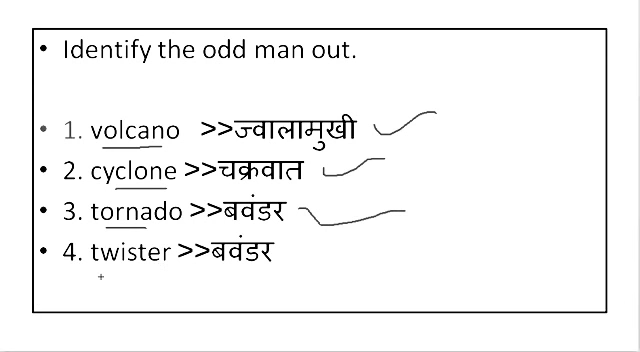 • Identify the odd man out.
• 1. volcano >>ज्वालामुखी
• 2. cyclone >>चक्रवात
• 3. tornado >>बवंडर
• 4. twister >>बवंडर